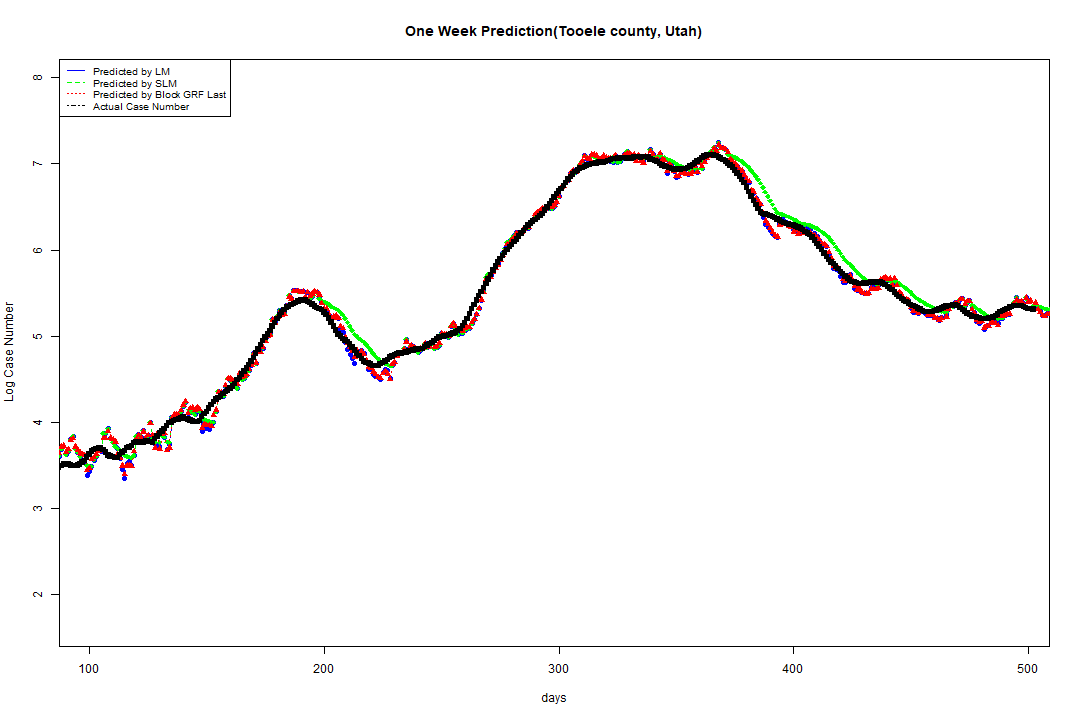 One Week Prediction(Tooele county, Utah)
Predicted by LM
Predicted by SLM
Predicted by Block GRF Last
Actual Case Number
8
7
6
5
4
3
2
Log Case Number
100 200 300 400 500
days